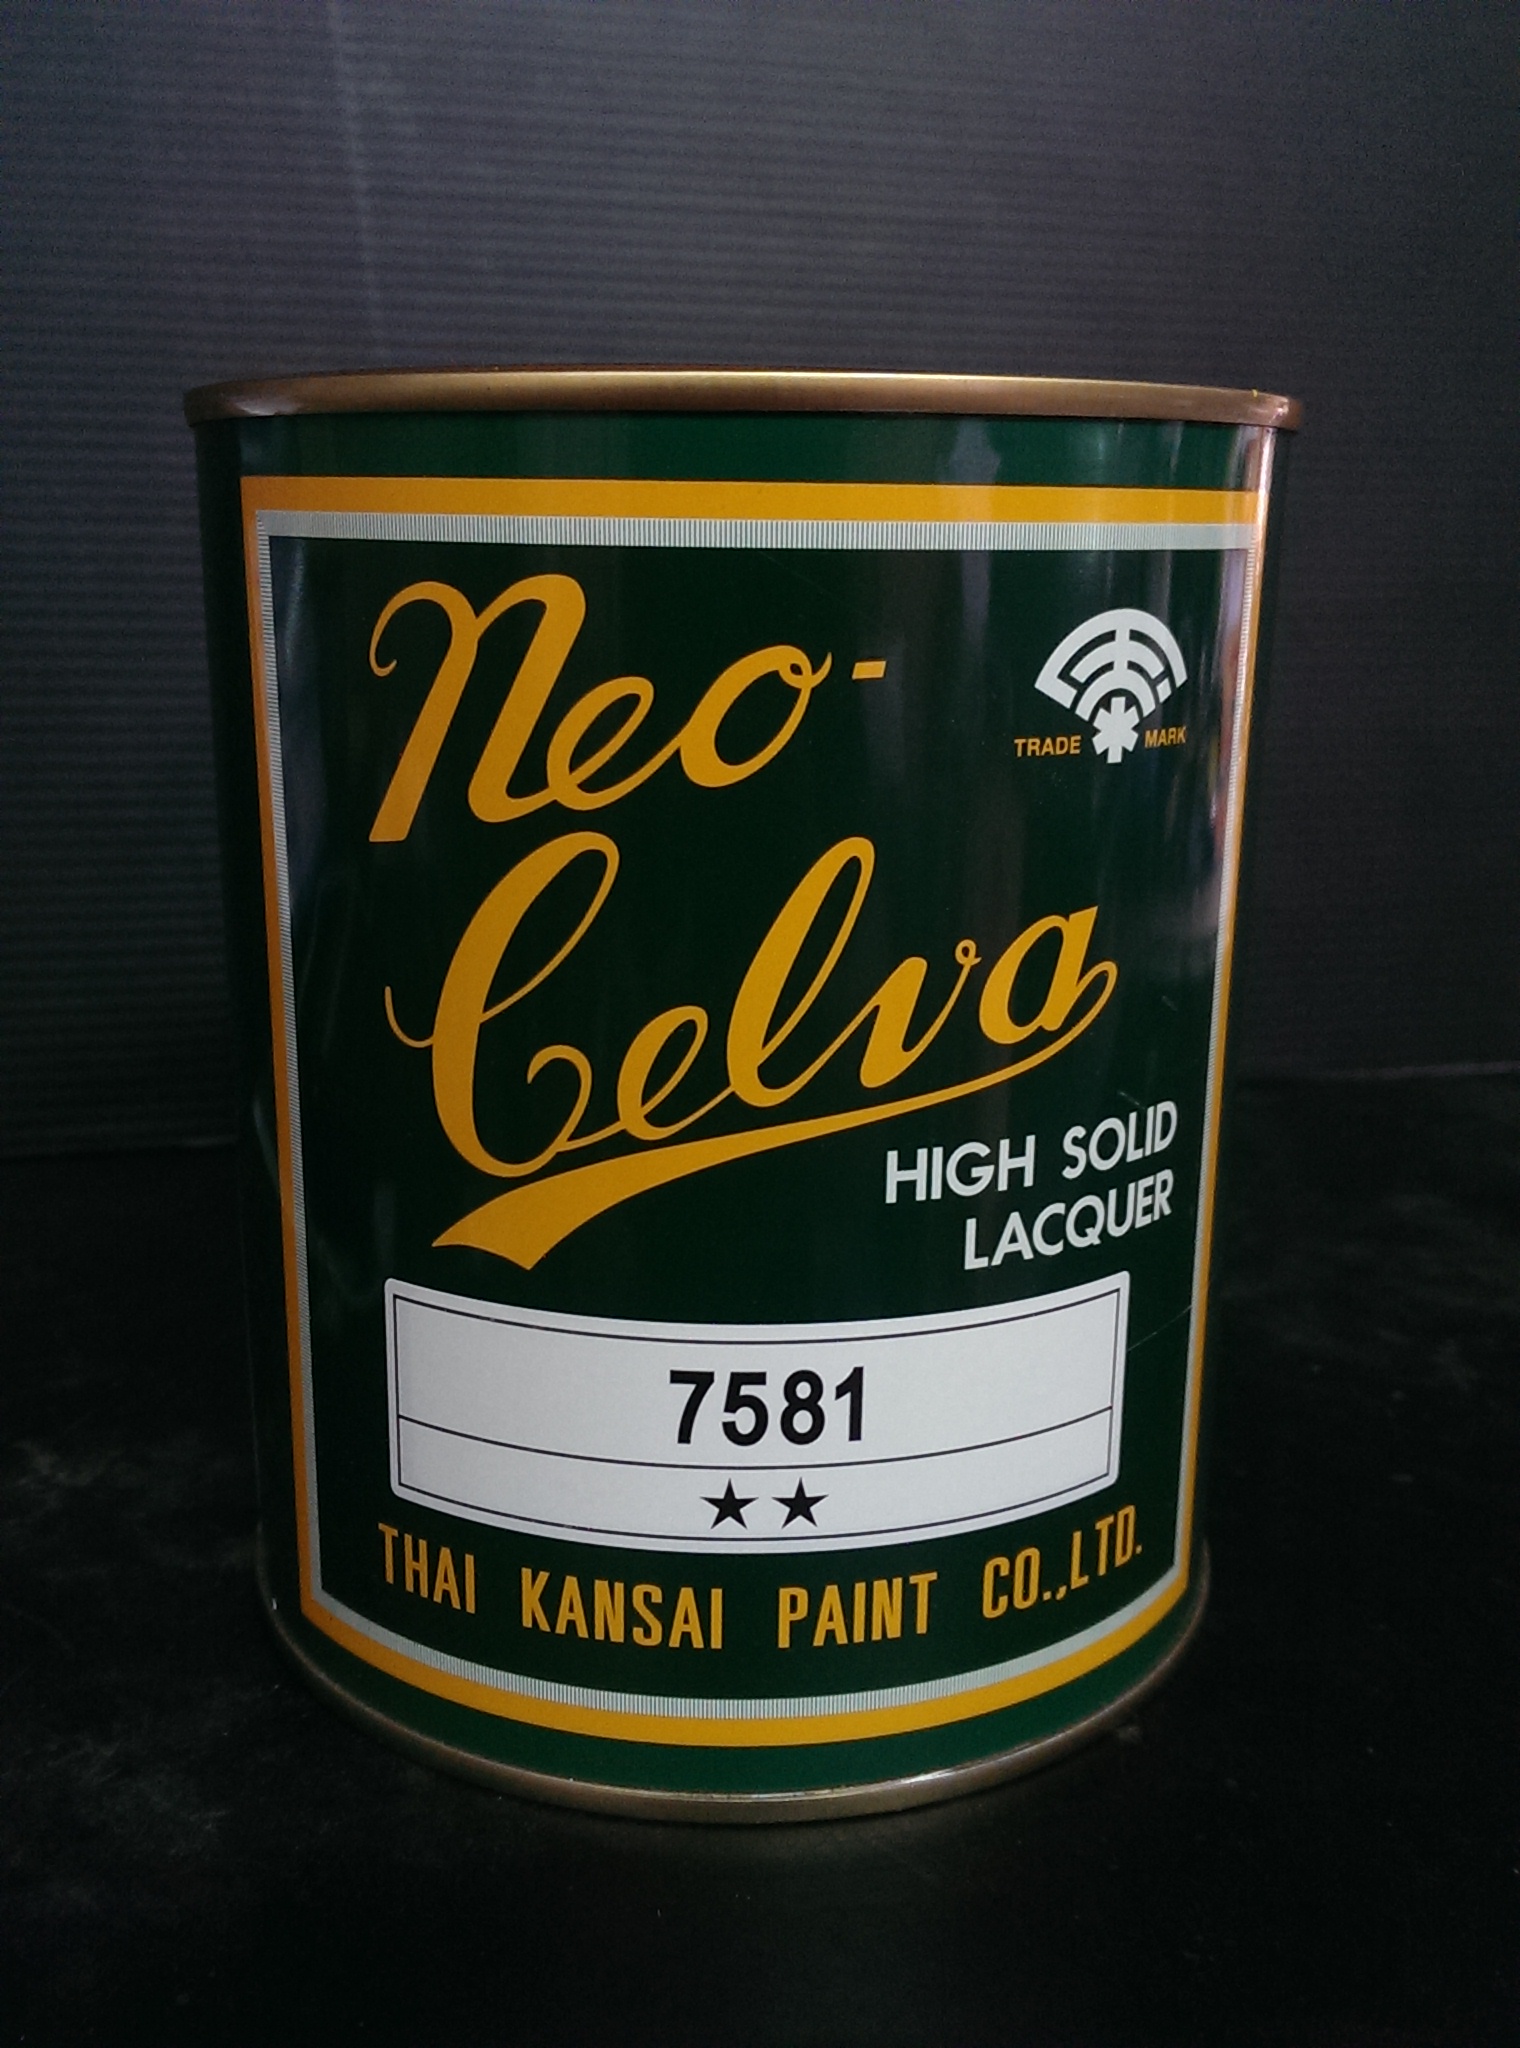 Neo-
Celva
TRADE MARK
HIGH SOLID
LACQUER
7581
★★
THAI KANSAI PAINT CO.,LTD.